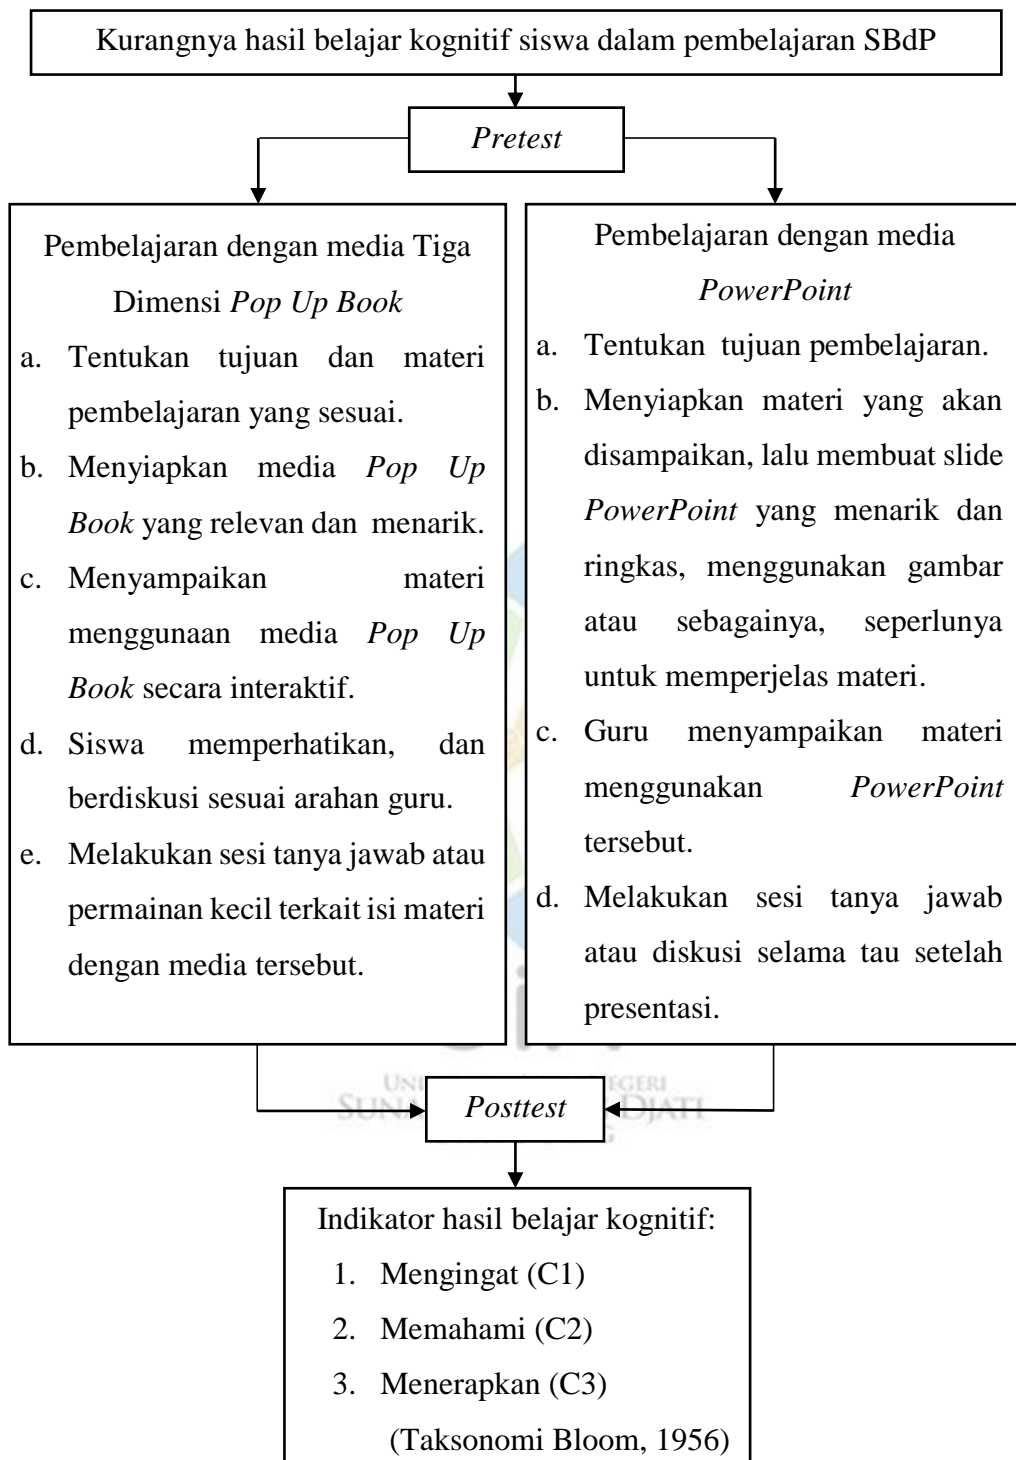 Kurangnya hasil belajar kognitif siswa dalam pembelajaran SBdP
Pretest
Pembelajaran dengan media Tiga
Dimensi Pop Up Book
a. Tentukan tujuan dan materi
pembelajaran yang sesuai.
b. Menyiapkan media Pop Up
Book yang relevan dan menarik.
c. Menyampaikan materi
menggunaan media Pop Up
Book secara interaktif.
d. Siswa memperhatikan, dan
berdiskusi sesuai arahan guru.
e. Melakukan sesi tanya jawab atau
permainan kecil terkait isi materi
dengan media tersebut.
Pembelajaran dengan media
PowerPoint
a. Tentukan tujuan pembelajaran.
b. Menyiapkan materi yang akan
disampaikan, lalu membuat slide
PowerPoint yang menarik dan
ringkas, menggunakan gambar
atau sebagainya, seperlunya
untuk memperjelas materi.
c. Guru menyampaikan materi
menggunakan PowerPoint
tersebut.
d. Melakukan sesi tanya jawab
atau diskusi selama tau setelah
presentasi.
Posttest
Indikator hasil belajar kognitif:
1. Mengingat (C1)
2. Memahami (C2)
3. Menerapkan (C3)
(Taksonomi Bloom, 1956)